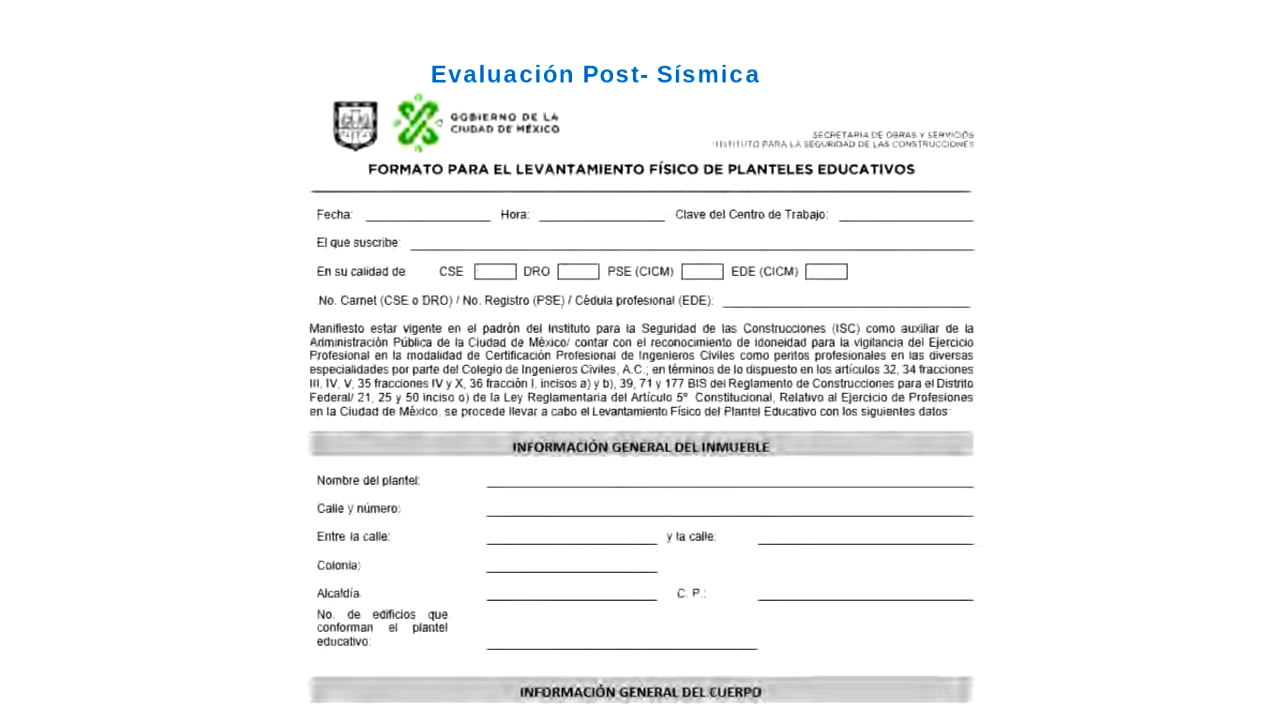 Evaluación Post- Sísmica
GOBIERNO DE LA
CIUDAD DE MÉXICO
SECRETARÍA DE OBRAS Y SERVICIOS
INSTITUTO PARA LA SEGURIDAD DE LAS CONSTRUCCIONES
FORMATO PARA EL LEVANTAMIENTO FÍSICO DE PLANTELES EDUCATIVOS
Fecha: Hora: Clave del Centro de Trabajo:
El que suscribe:
En su calidad de CSE DRO PSE (CICM) EDE (CICM)
No. Carnet (CSE o DRO) / No. Registro (PSE) / Cédula profesional (EDE):
Manifiesto estar vigente en el padrón del Instituto para la Seguridad de las Construcciones (ISC) como auxiliar de la
Administración Pública de la Ciudad de México/ contar con el reconocimiento de idoneidad para la vigilancia del Ejercicio
Profesional en la modalidad de Certificación Profesional de Ingenieros Civiles como peritos profesionales en las diversas
especialidades por parte del Colegio de Ingenieros Civiles, A.C.; en términos de lo dispuesto en los artículos 32, 34 fracciones
III, IV, V, 35 fracciones IV y X, 36 fracción I, incisos a) y b), 39, 71 y 177 BIS del Reglamento de Construcciones para el Distrito
Federal/ 21, 25 y 50 inciso o) de la Ley Reglamentaria del Artículo 5° Constitucional, Relativo al Ejercicio de Profesiones
en la Ciudad de México, se procede llevar a cabo el Levantamiento Físico del Plantel Educativo con los siguientes datos:
INFORMACIÓN GENERAL DEL INMUEBLE
Nombre del plantel:
Calle y número:
Entre la calle: y la calle:
Colonia:
Alcaldía: C. P.:
No. de edificios que
conforman el plantel
educativo:
INFORMACIÓN GENERAL DEL CUERPO